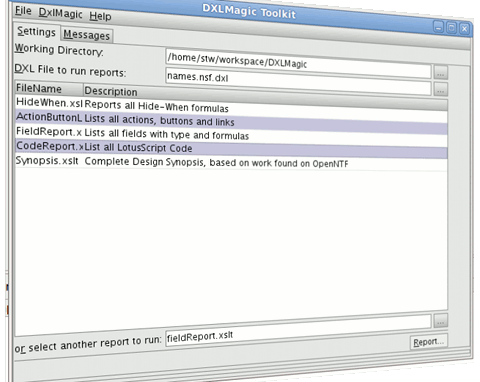 DXLMagic Toolkit
File DxlMagic Help
Settings Messages
Working Directory: /home/stw/workspace/DXLMagic ...
DXL File to run reports: names.nsf.dxl ...
FileName Description
HideWhen.xsl Reports all Hide-When formulas
ActionButtonL Lists all actions, buttons and links
FieldReport.x Lists all fields with type and formulas
CodeReport.x List all LotusScript Code
Synopsis.xslt Complete Design Synopsis, based on work found on OpenNTF
or select another report to run: fieldReport.xslt ...
Report...